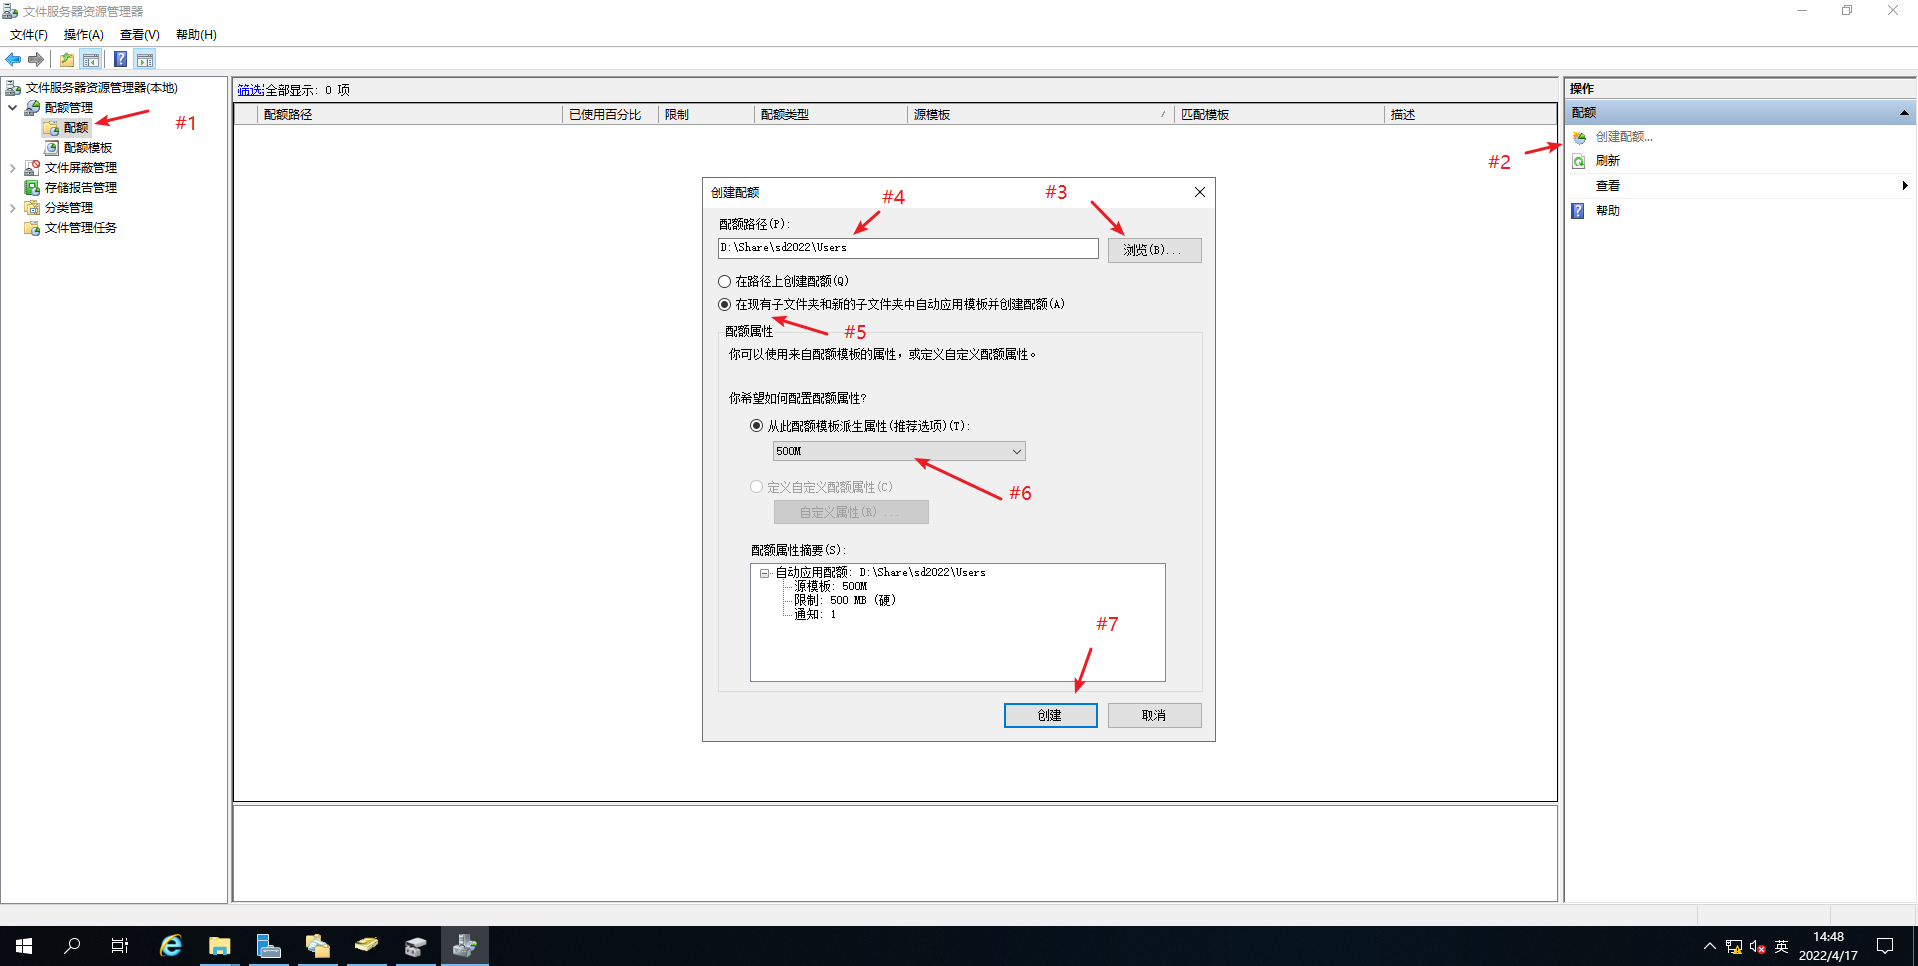 文件服务器资源管理器
文件(F) 操作(A) 查看(V) 帮助(H)
文件服务器资源管理器(本地)
配额管理
配额
#1
配额模板
文件屏蔽管理
存储报告管理
分类管理
文件管理任务
筛选: 全部显示: 0 项
配额路径 已使用百分比 限制 配额类型 源模板 匹配模板 描述
创建配额
#4
#3
配额路径(P):
D:\Share\sd2022\Users
浏览(B)...
在路径上创建配额(Q)
在现有子文件夹和新的子文件夹中自动应用模板并创建配额(A)
#5
配额属性
你可以使用来自配额模板的属性，或定义自定义配额属性。
你希望如何配置配额属性?
从此配额模板派生属性(推荐选项)(T):
500M
#6
定义自定义配额属性(C)
自定义属性(R) ...
配额属性摘要(S):
自动应用配额: D:\Share\sd2022\Users
源模板: 500M
限制: 500 MB (硬)
通知: 1
#7
创建 取消
操作
配额
创建配额...
#2
刷新
查看
帮助
英
14:48
2022/4/17